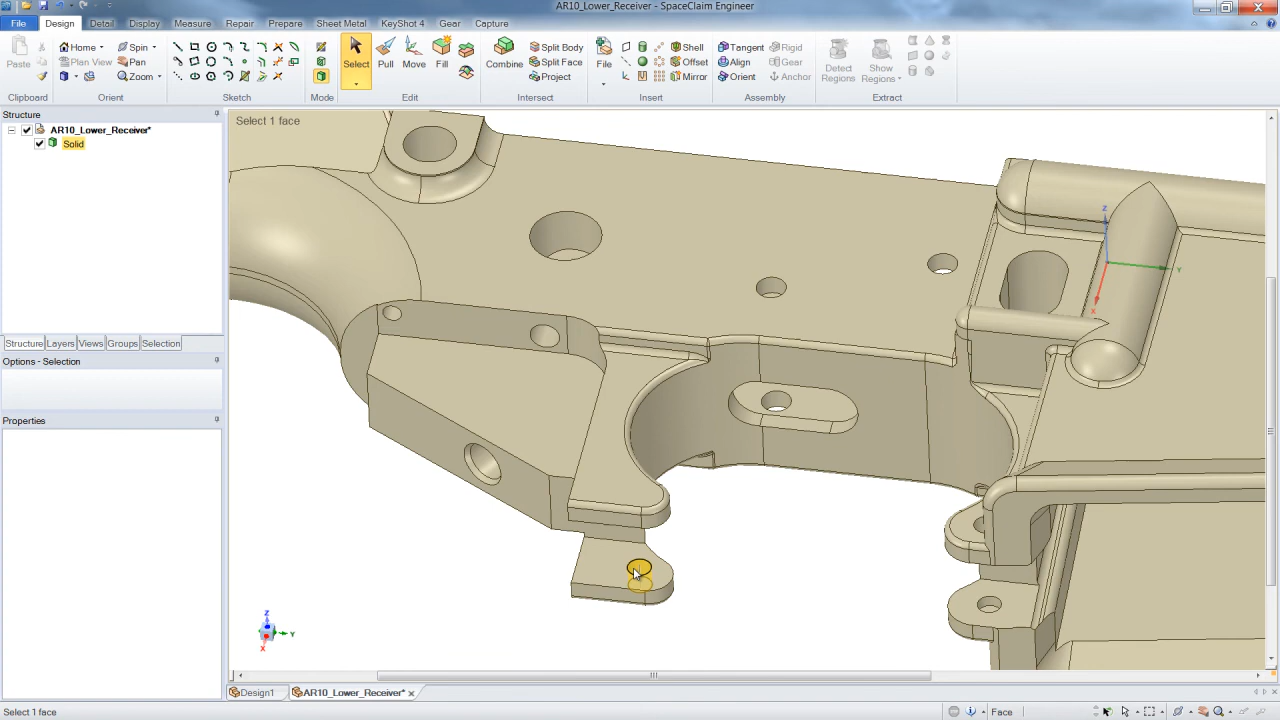 AR10_Lower_Receiver - SpaceClaim Engineer
File Design Detail Display Measure Repair Prepare Sheet Metal KeyShot 4 Gear Capture
Paste
Clipboard
Home
Spin
Plan View
Pan
Zoom
Orient
Sketch
Mode
Select
Pull
Move
Fill
Edit
Combine
Split Body
Split Face
Project
Intersect
File
Shell
Offset
Mirror
Insert
Tangent
Rigid
Align
Gear
Orient
Anchor
Assembly
Detect Regions
Show Regions
Extract
Structure
AR10_Lower_Receiver*
Solid
Structure Layers Views Groups Selection
Options - Selection
Properties
Select 1 face
Z
Y
X
Z
Y
X
Design1
AR10_Lower_Receiver*
Select 1 face
Face